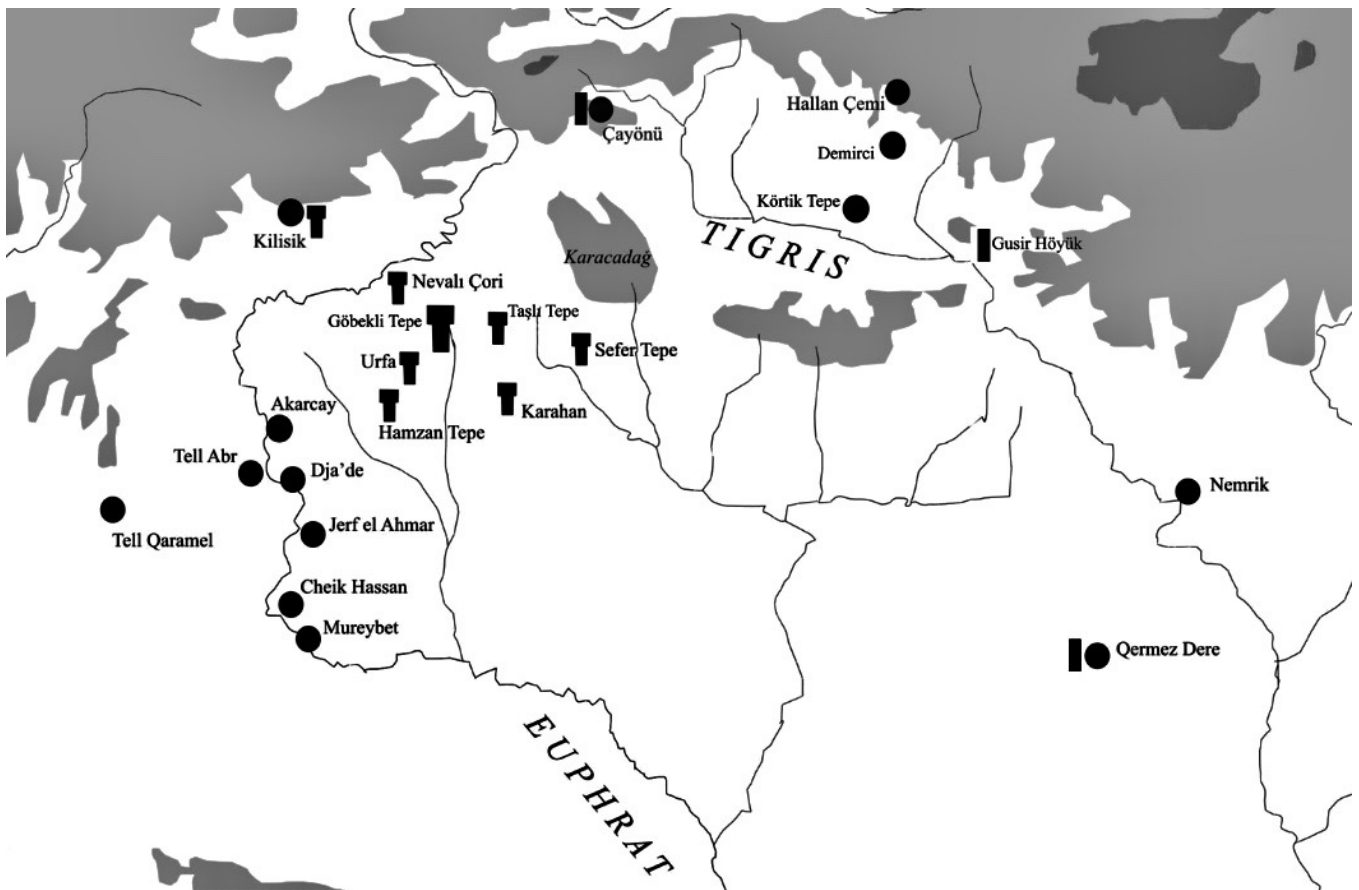 Hallan Çemi
Çayönü
Demirci
Körtik Tepe
Kilisik
TIGRIS
Gusir Höyük
Karacadağ
Nevalı Çori
Göbekli Tepe
Taşlı Tepe
Sefer Tepe
Urfa
Akarcay
Karahan
Hamzan Tepe
Tell Abr
Dja’de
Nemrik
Jerf el Ahmar
Tell Qaramel
Cheik Hassan
Mureybet
Qermez Dere
EUPHRAT